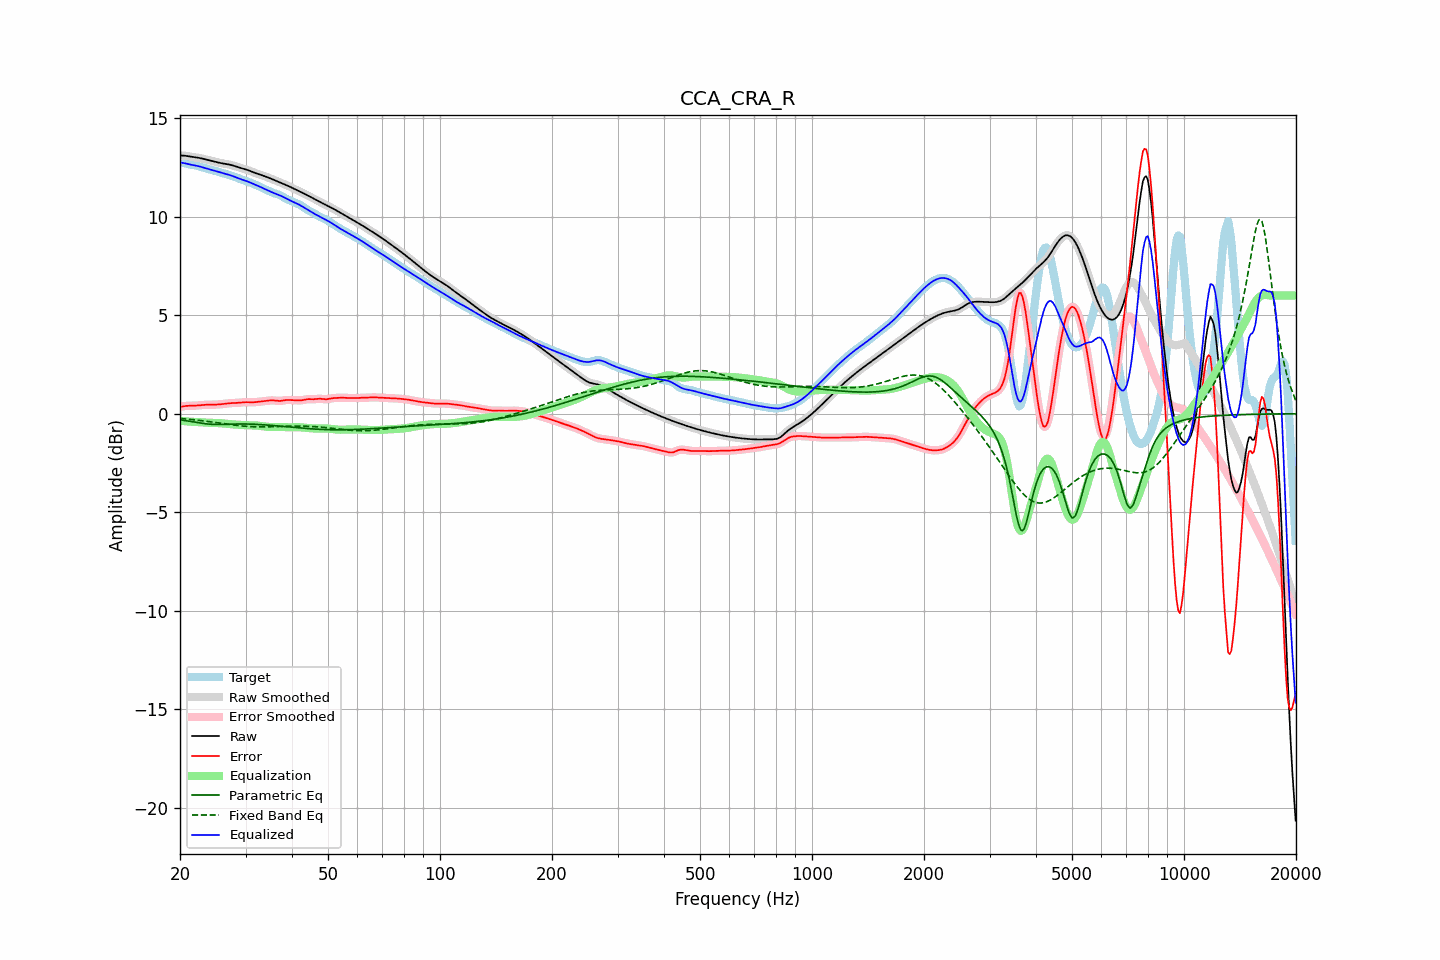 CCA_CRA_R
15
10
5
0
−5
−10
−15
−20
Amplitude (dBr)
Target
Raw Smoothed
Error Smoothed
Raw
Error
Equalization
Parametric Eq
Fixed Band Eq
Equalized
20 50 100 200 500 1000 2000 5000 10000 20000
Frequency (Hz)